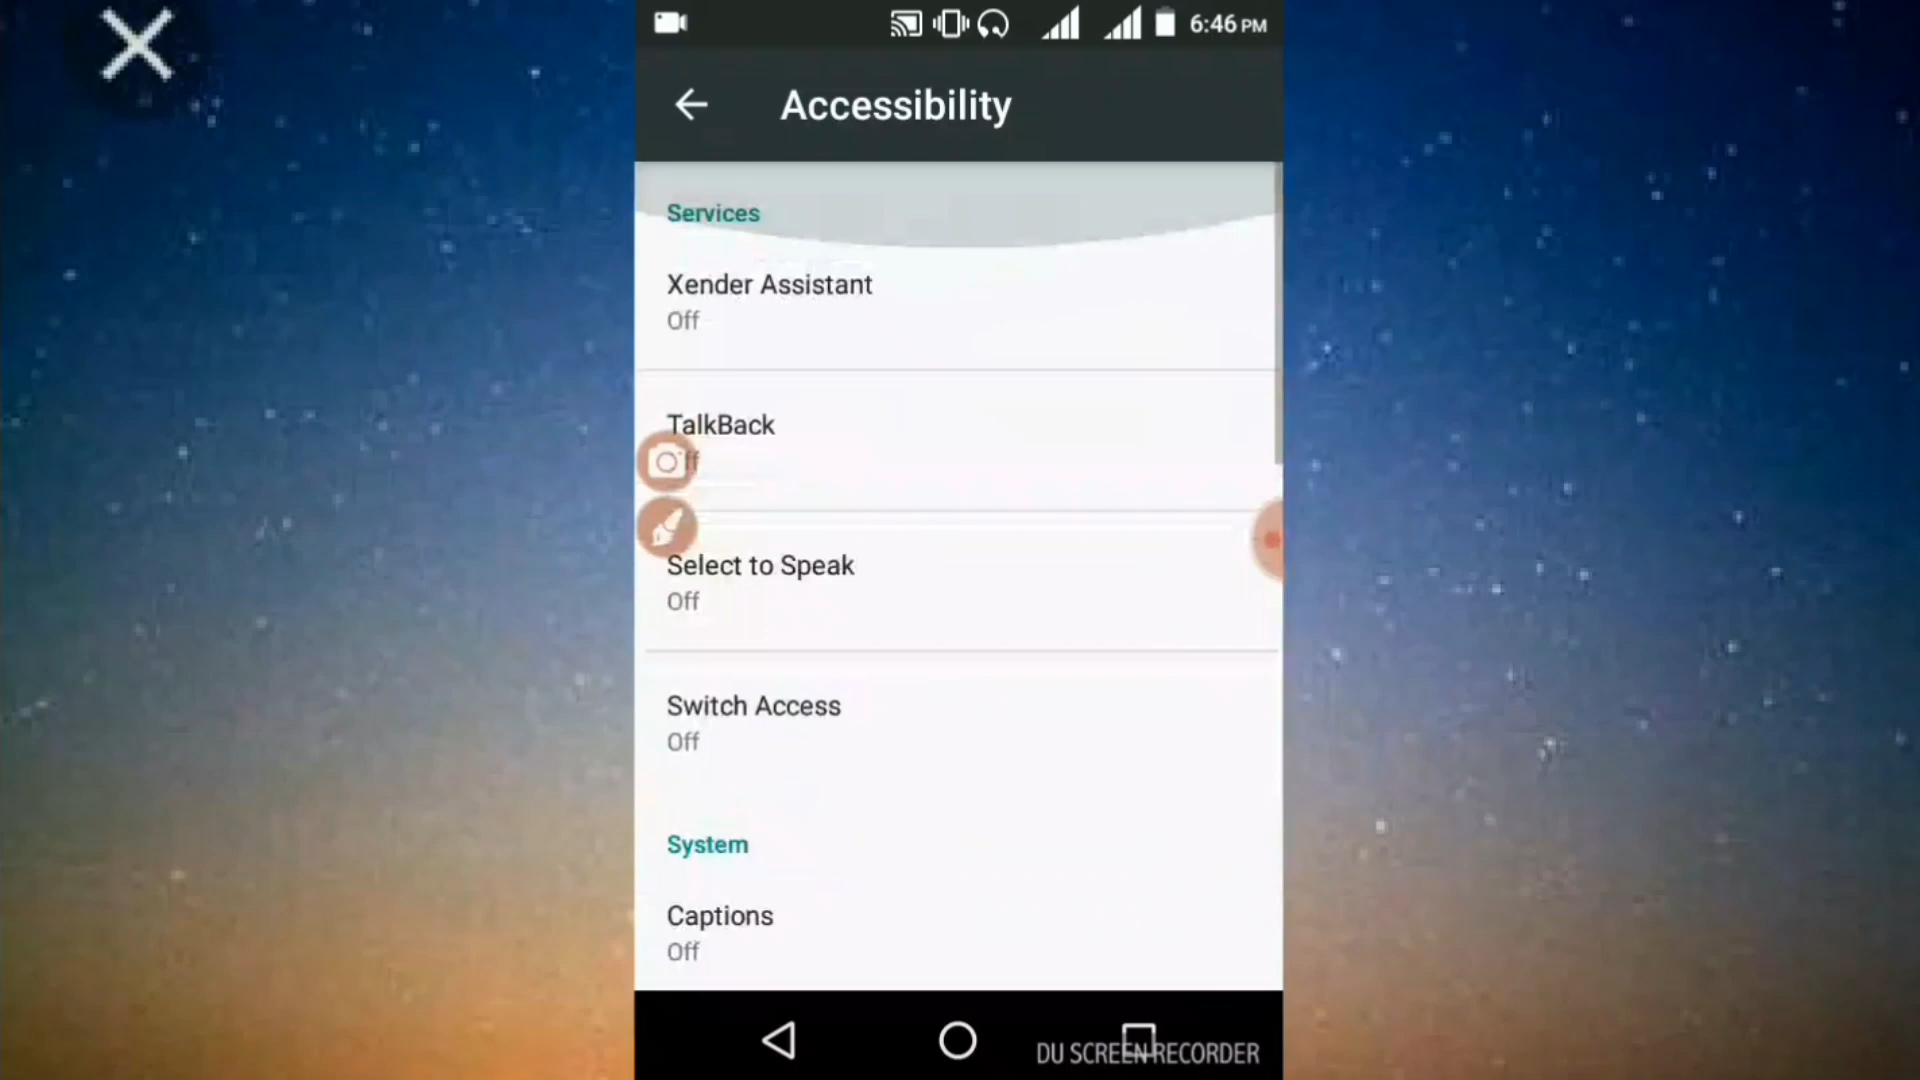 6:46 PM
Accessibility
Services
Xender Assistant
Off
TalkBack
Select to Speak
Off
Switch Access
Off
System
Captions
Off
DU SCREEN RECORDER